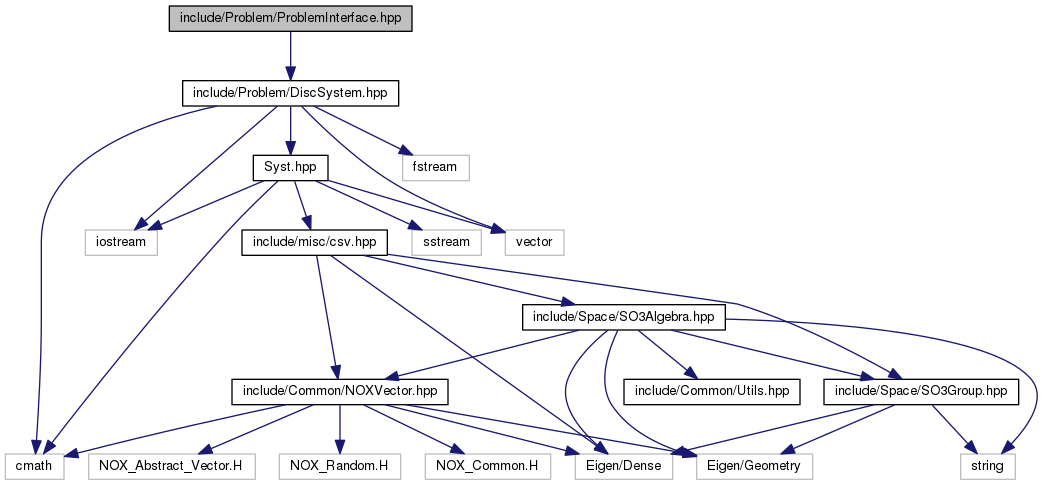 include/Problem/ProblemInterface.hpp
include/Problem/DiscSystem.hpp
Syst.hpp
fstream
iostream
include/misc/csv.hpp
sstream
vector
include/Space/SO3Algebra.hpp
include/Common/NOXVector.hpp
include/Common/Utils.hpp
include/Space/SO3Group.hpp
cmath
NOX_Abstract_Vector.H
NOX_Random.H
NOX_Common.H
Eigen/Dense
Eigen/Geometry
string